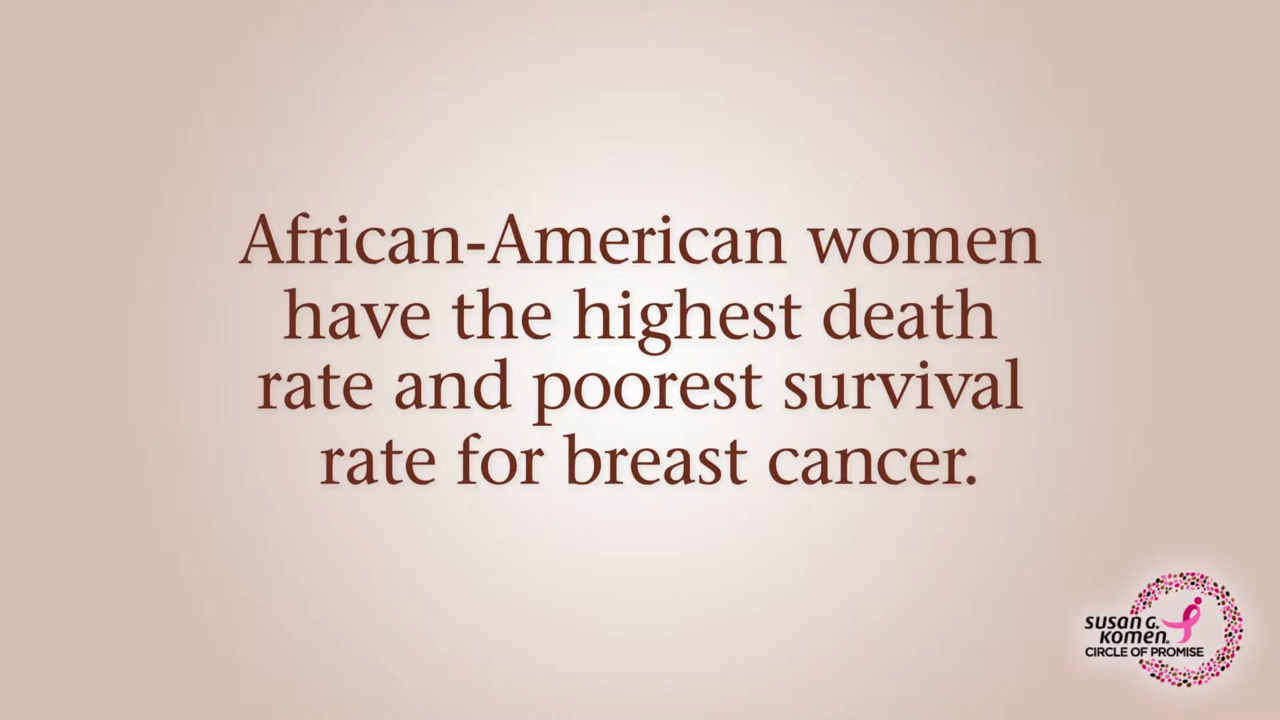 African-American women
have the highest death
rate and poorest survival
rate for breast cancer.
susan G.
komen.
CIRCLE OF PROMISE